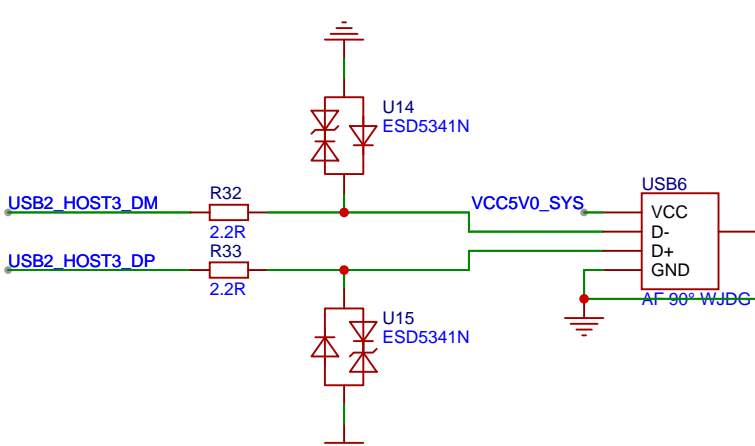 U14
ESD5341N
USB2_HOST3_DM
R32
2.2R
VCC5V0_SYS
USB6
VCC
D-
D+
GND
AF 90° WJDG
USB2_HOST3_DP
R33
2.2R
U15
ESD5341N